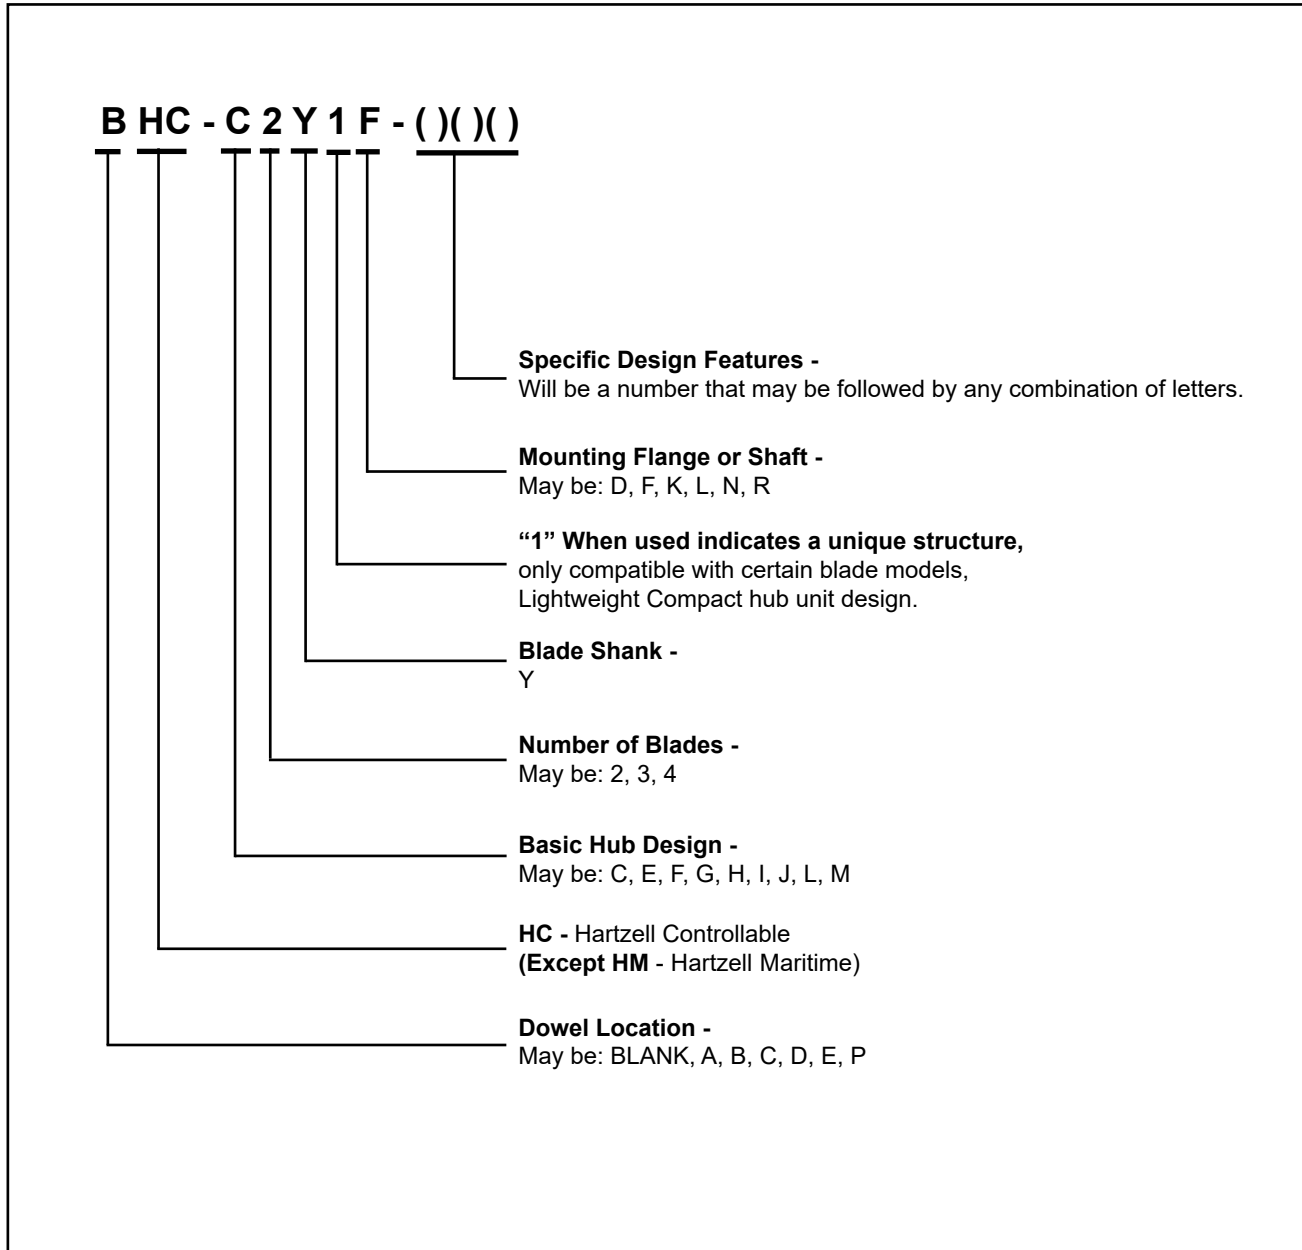 B HC - C 2 Y 1 F - ( )( )( )
Specific Design Features -
Will be a number that may be followed by any combination of letters.
Mounting Flange or Shaft -
May be: D, F, K, L, N, R
“1” When used indicates a unique structure,
only compatible with certain blade models,
Lightweight Compact hub unit design.
Blade Shank -
Y
Number of Blades -
May be: 2, 3, 4
Basic Hub Design -
May be: C, E, F, G, H, I, J, L, M
HC - Hartzell Controllable
(Except HM - Hartzell Maritime)
Dowel Location -
May be: BLANK, A, B, C, D, E, P